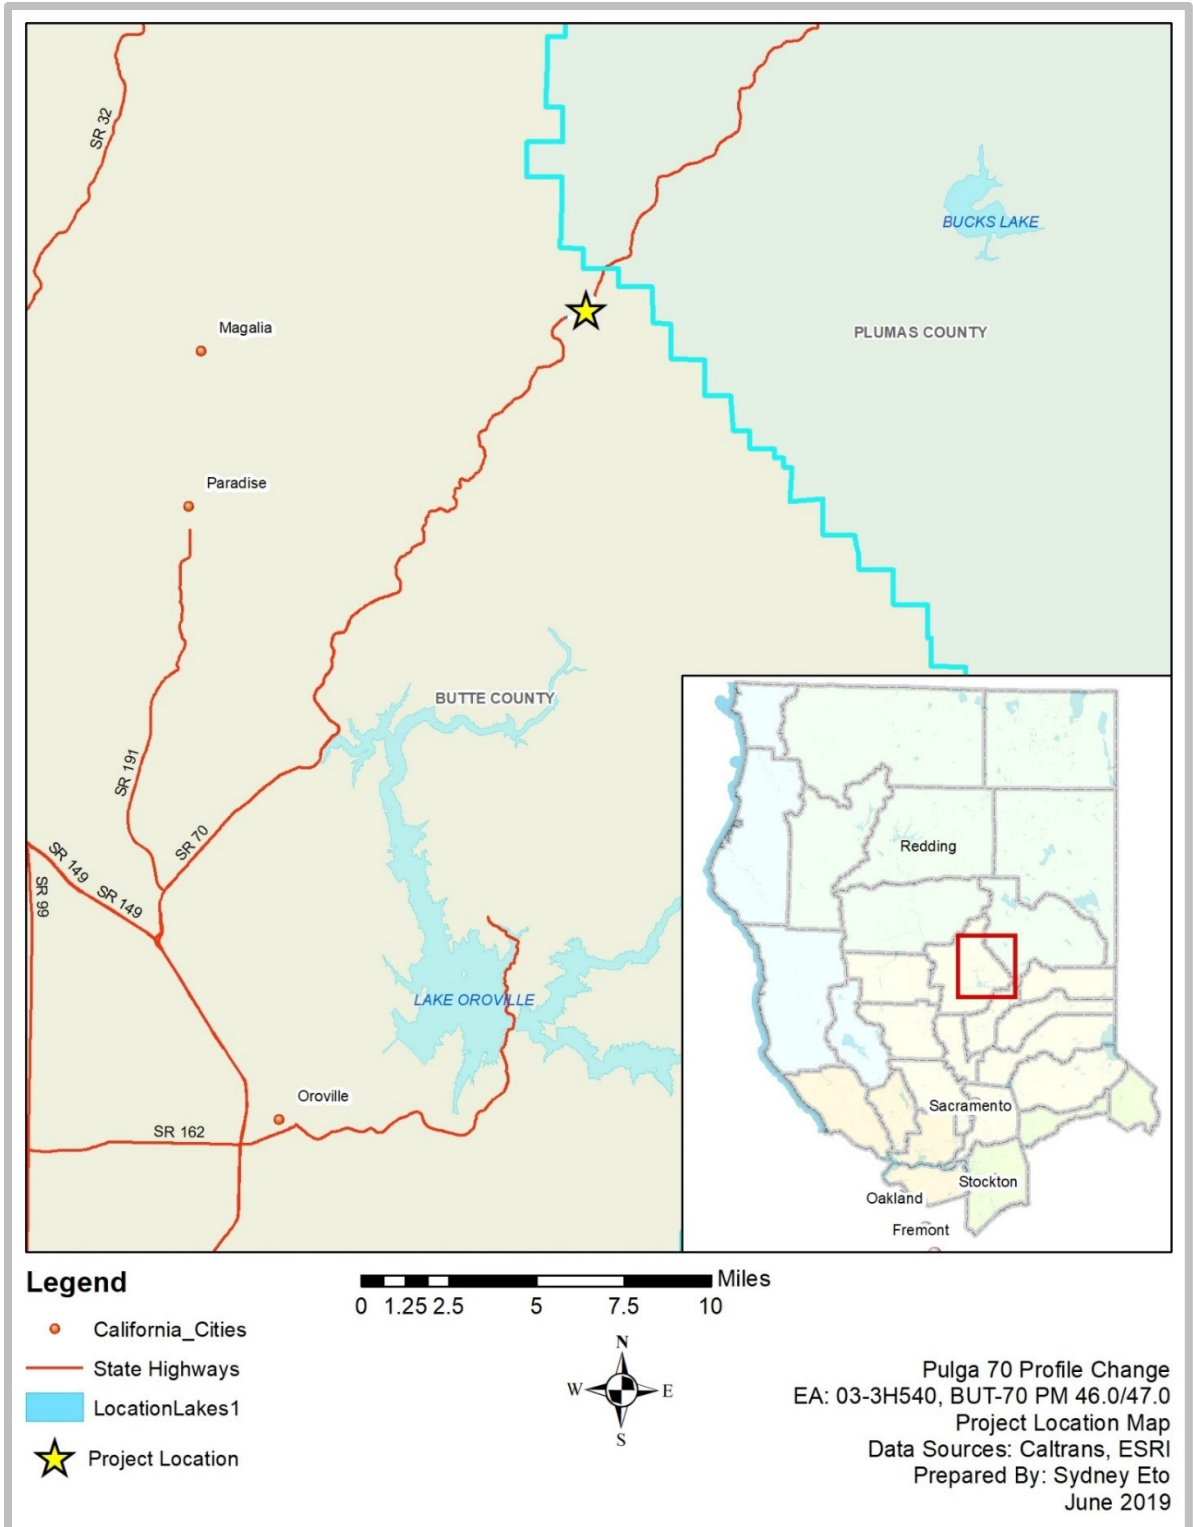 SR 32
BUCKS LAKE
Magalia
PLUMAS COUNTY
Paradise
BUTTE COUNTY
SR 191
SR 70
SR 149
SR 149
SR 99
LAKE OROVILLE
Oroville
SR 162
Redding
Sacramento
Stockton
Oakland
Fremont
Legend
California_Cities
State Highways
LocationLakes1
Project Location
Miles
0 1.25 2.5 5 7.5 10
N
W E
S
Pulga 70 Profile Change
EA: 03-3H540, BUT-70 PM 46.0/47.0
Project Location Map
Data Sources: Caltrans, ESRI
Prepared By: Sydney Eto
June 2019